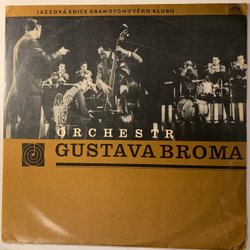 JAZZOVÁ EDICE GRAMOFONOVÉHO KLUBU
ORCHESTR
GUSTAVA BROMA